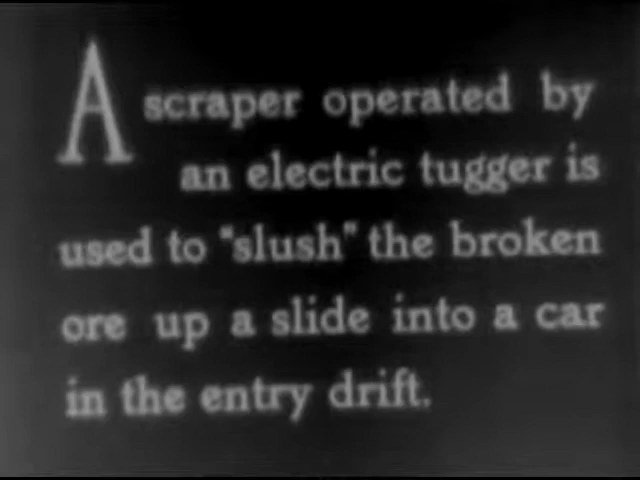 A scraper operated by
an electric tugger is
used to "slush" the broken
ore up a slide into a car
in the entry drift.